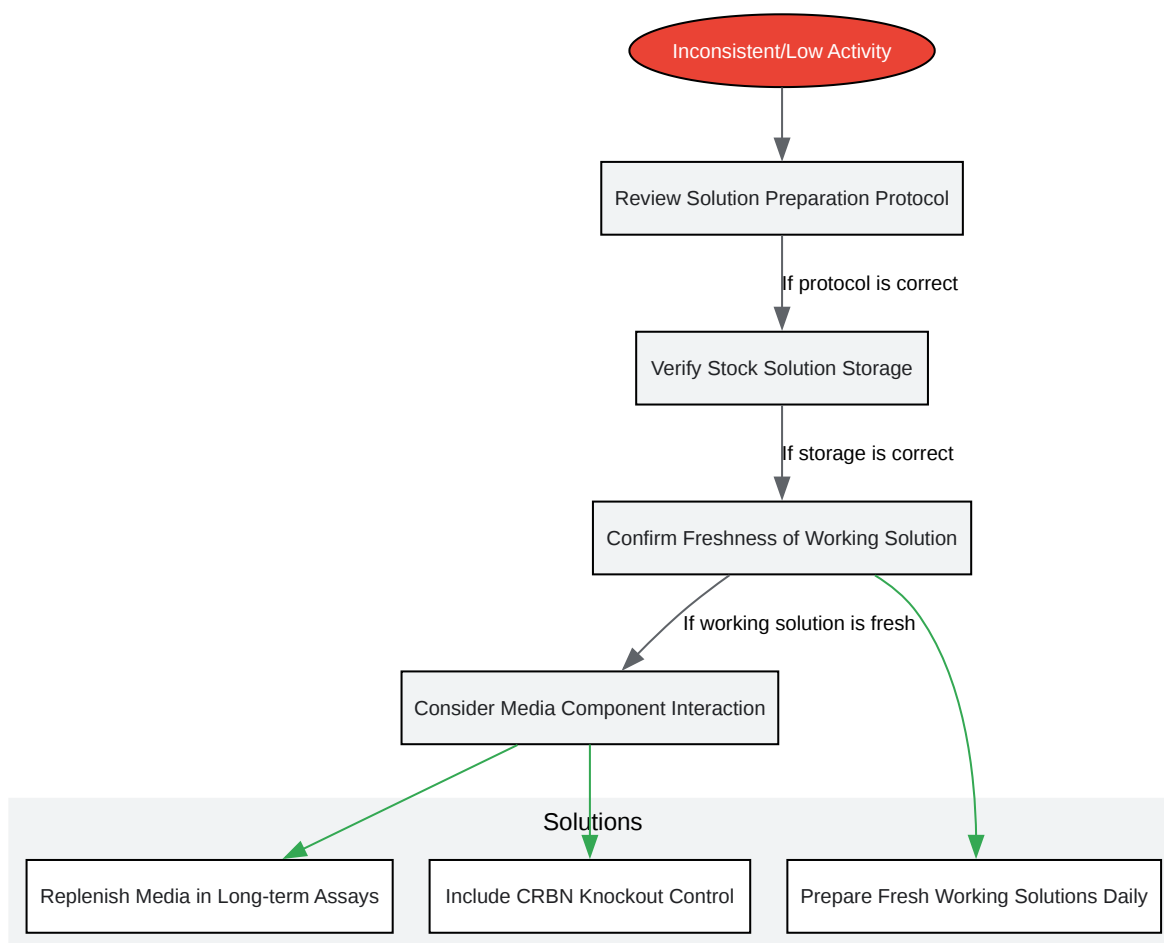 Inconsistent/Low Activity
Review Solution Preparation Protocol
If protocol is correct
Verify Stock Solution Storage
If storage is correct
Confirm Freshness of Working Solution
If working solution is fresh
Consider Media Component Interaction
Solutions
Replenish Media in Long-term Assays
Include CRBN Knockout Control
Prepare Fresh Working Solutions Daily